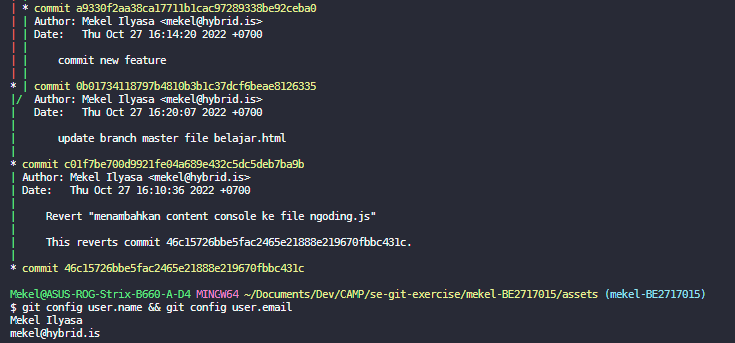 | * commit a9330f2aa38ca17711b1cac97289338be92ceba0
| | Author: Mekel Ilyasa <mekel@hybrid.is>
| | Date:   Thu Oct 27 16:14:20 2022 +0700
| |
| |     commit new feature
| |
* | commit 0b01734118797b4810b3b1c37dcf6beae8126335
|/  Author: Mekel Ilyasa <mekel@hybrid.is>
|   Date:   Thu Oct 27 16:20:07 2022 +0700
|
|       update branch master file belajar.html
|
* commit c01f7be700d9921fe04a689e432c5dc5deb7ba9b
| Author: Mekel Ilyasa <mekel@hybrid.is>
| Date:   Thu Oct 27 16:10:36 2022 +0700
|
|     Revert "menambahkan content console ke file ngoding.js"
|
|     This reverts commit 46c15726bbe5fac2465e21888e219670fbbc431c.
|
* commit 46c15726bbe5fac2465e21888e219670fbbc431c
Mekel@ASUS-ROG-Strix-B660-A-D4 MINGW64 ~/Documents/Dev/CAMP/se-git-exercise/mekel-BE2717015/assets (mekel-BE2717015)
$ git config user.name && git config user.email
Mekel Ilyasa
mekel@hybrid.is